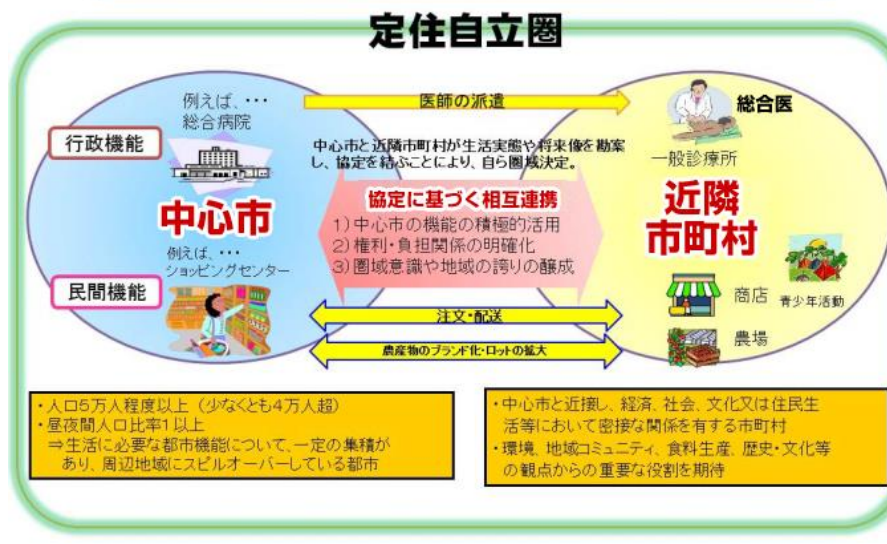 定住自立圏
例えば、・・・
総合病院
行政機能
中心市
例えば、・・・
ショッピングセンター
民間機能
医師の派遣
中心市と近隣市町村が生活実態や将来像を勘案
し、協定を結ぶことにより、自ら圏域決定。
協定に基づく相互連携
1)中心市の機能の積極的活用
2)権利・負担関係の明確化
3)圏域意識や地域の誇りの醸成
注文・配送
農産物のブランド化・ロットの拡大
総合医
一般診療所
近隣
市町村
商店
青少年活動
農場
・人口5万人程度以上（少なくとも4万人超）
・昼夜間人口比率1以上
⇒生活に必要な都市機能について、一定の集積が
あり、周辺地域にスピルオーバーしている都市
・中心市と近接し、経済、社会、文化又は住民生
活等において密接な関係を有する市町村
・環境、地域コミュニティ、食料生産、歴史・文化等
の観点からの重要な役割を期待